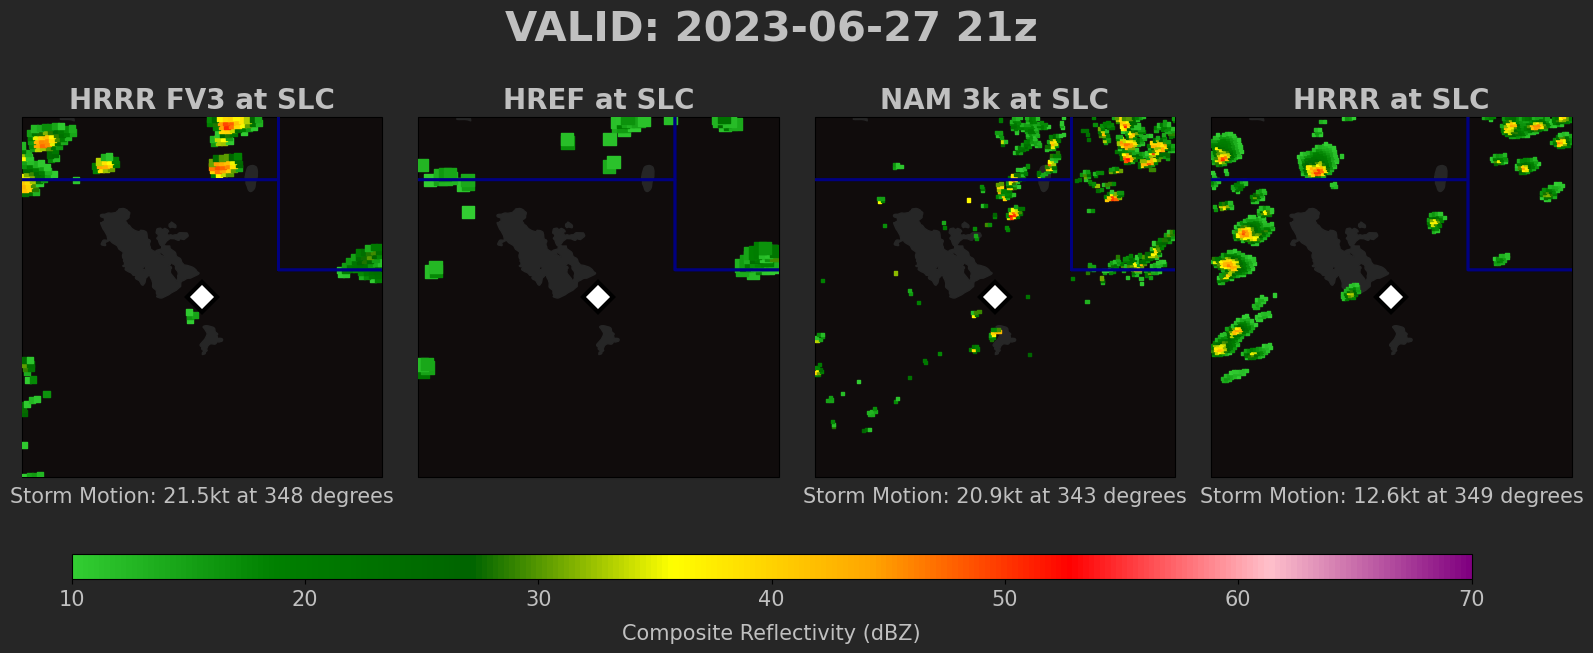 VALID: 2023-06-27 21z
HRRR FV3 at SLC
HREF at SLC
NAM 3k at SLC
HRRR at SLC
Storm Motion: 21.5kt at 348 degrees
Storm Motion: 20.9kt at 343 degrees
Storm Motion: 12.6kt at 349 degrees
10 20 30 40 50 60 70
Composite Reflectivity (dBZ)